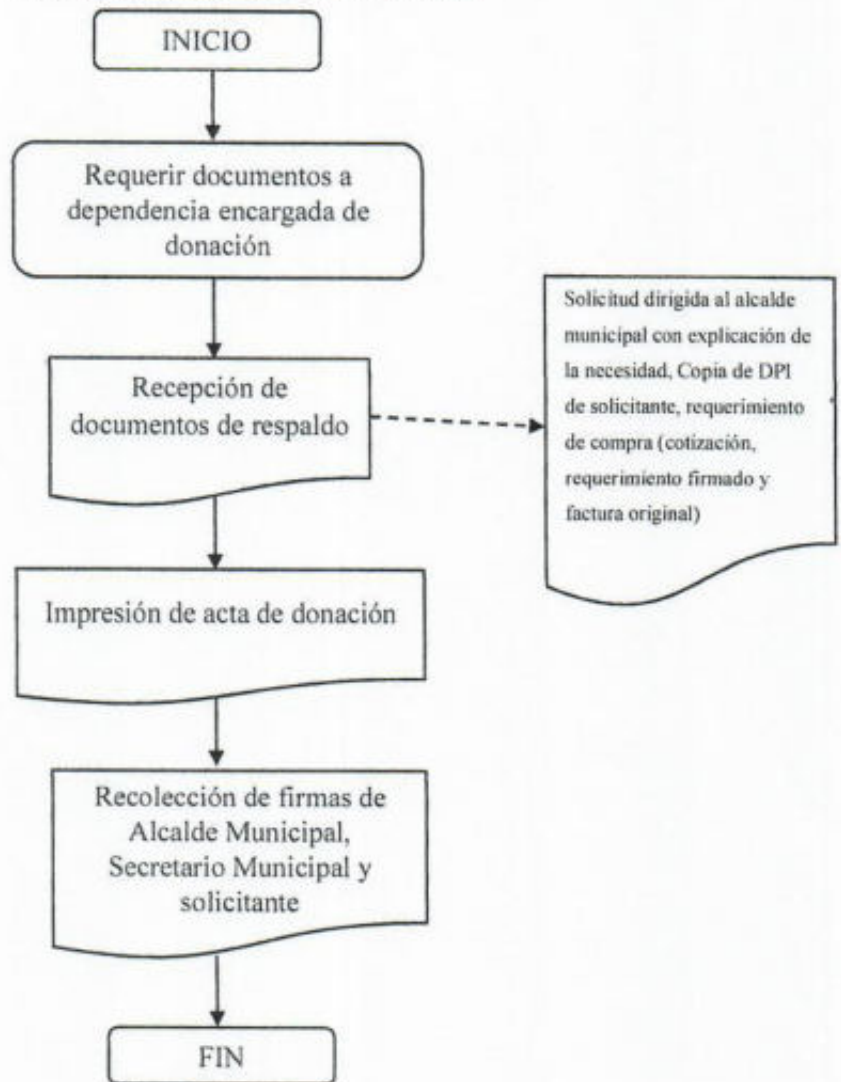 INICIO
Requerir documentos a
dependencia encargada de
donación
Recepción de
documentos de respaldo
Solicitud dirigida al alcalde
municipal con explicación de
la necesidad, Copia de DPI
de solicitante, requerimiento
de compra (cotización,
requerimiento firmado y
factura original)
Impresión de acta de donación
Recolección de firmas de
Alcalde Municipal,
Secretario Municipal y
solicitante
FIN